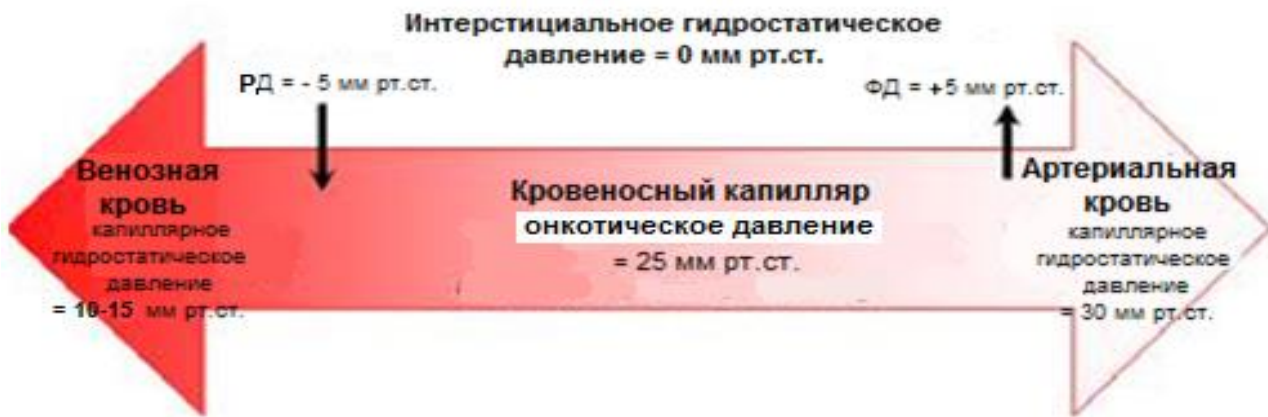 Интерстициальное гидростатическое
давление = 0 мм рт.ст.
РД = - 5 мм рт.ст.
ФД = +5 мм рт.ст.
Венозная
кровь
капиллярное
гидростатическое
давление
= 10-15 мм рт.ст.
Кровеносный капилляр
онкотическое давление
= 25 мм рт.ст.
Артериальная
кровь
капиллярное
гидростатическое
давление
= 30 мм рт.ст.